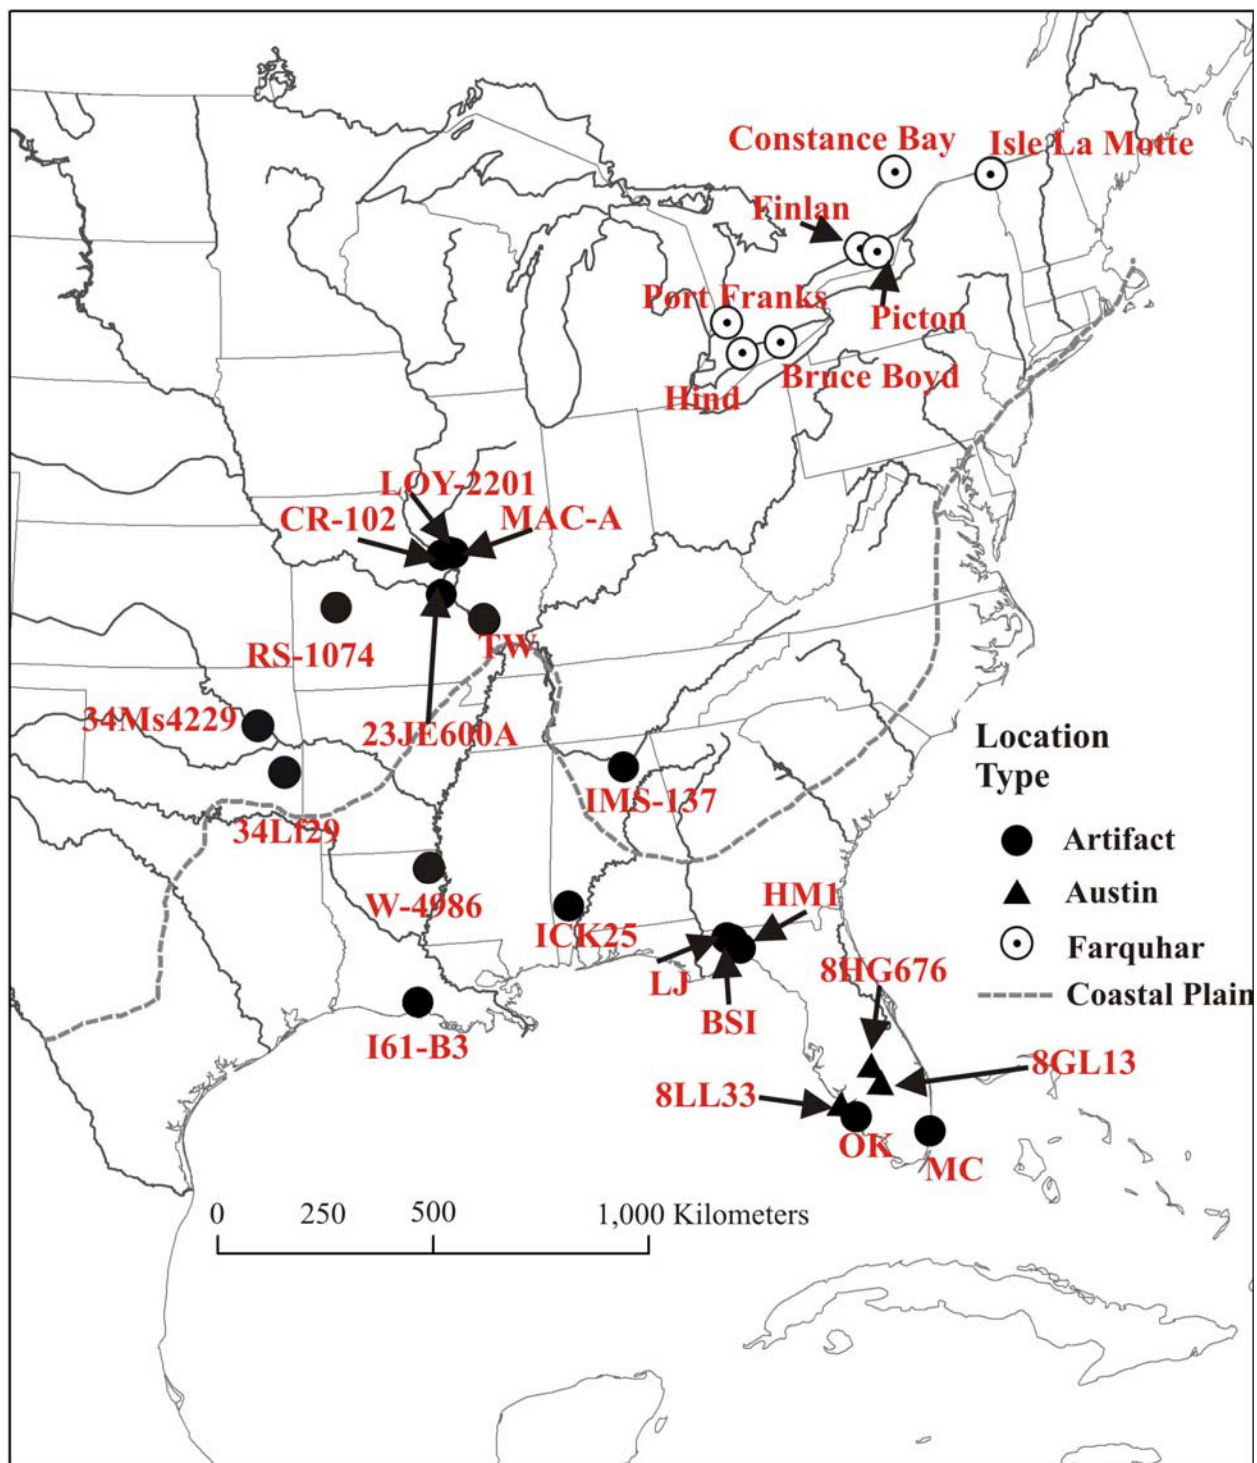 Constance Bay
Isle La Motte
Finlan
Port Franks
Picton
Hind
Bruce Boyd
LOY-2201
CR-102
MAC-A
RS-1074
TW
34Ms4229
23JE600A
IMS-137
34Lf29
W-4986
ICK25
HM1
LJ
8HG676
BSI
I61-B3
8GL13
8LL33
OK
MC
Location
Type
Artifact
Austin
Farquhar
Coastal Plain
0 250 500 1,000 Kilometers